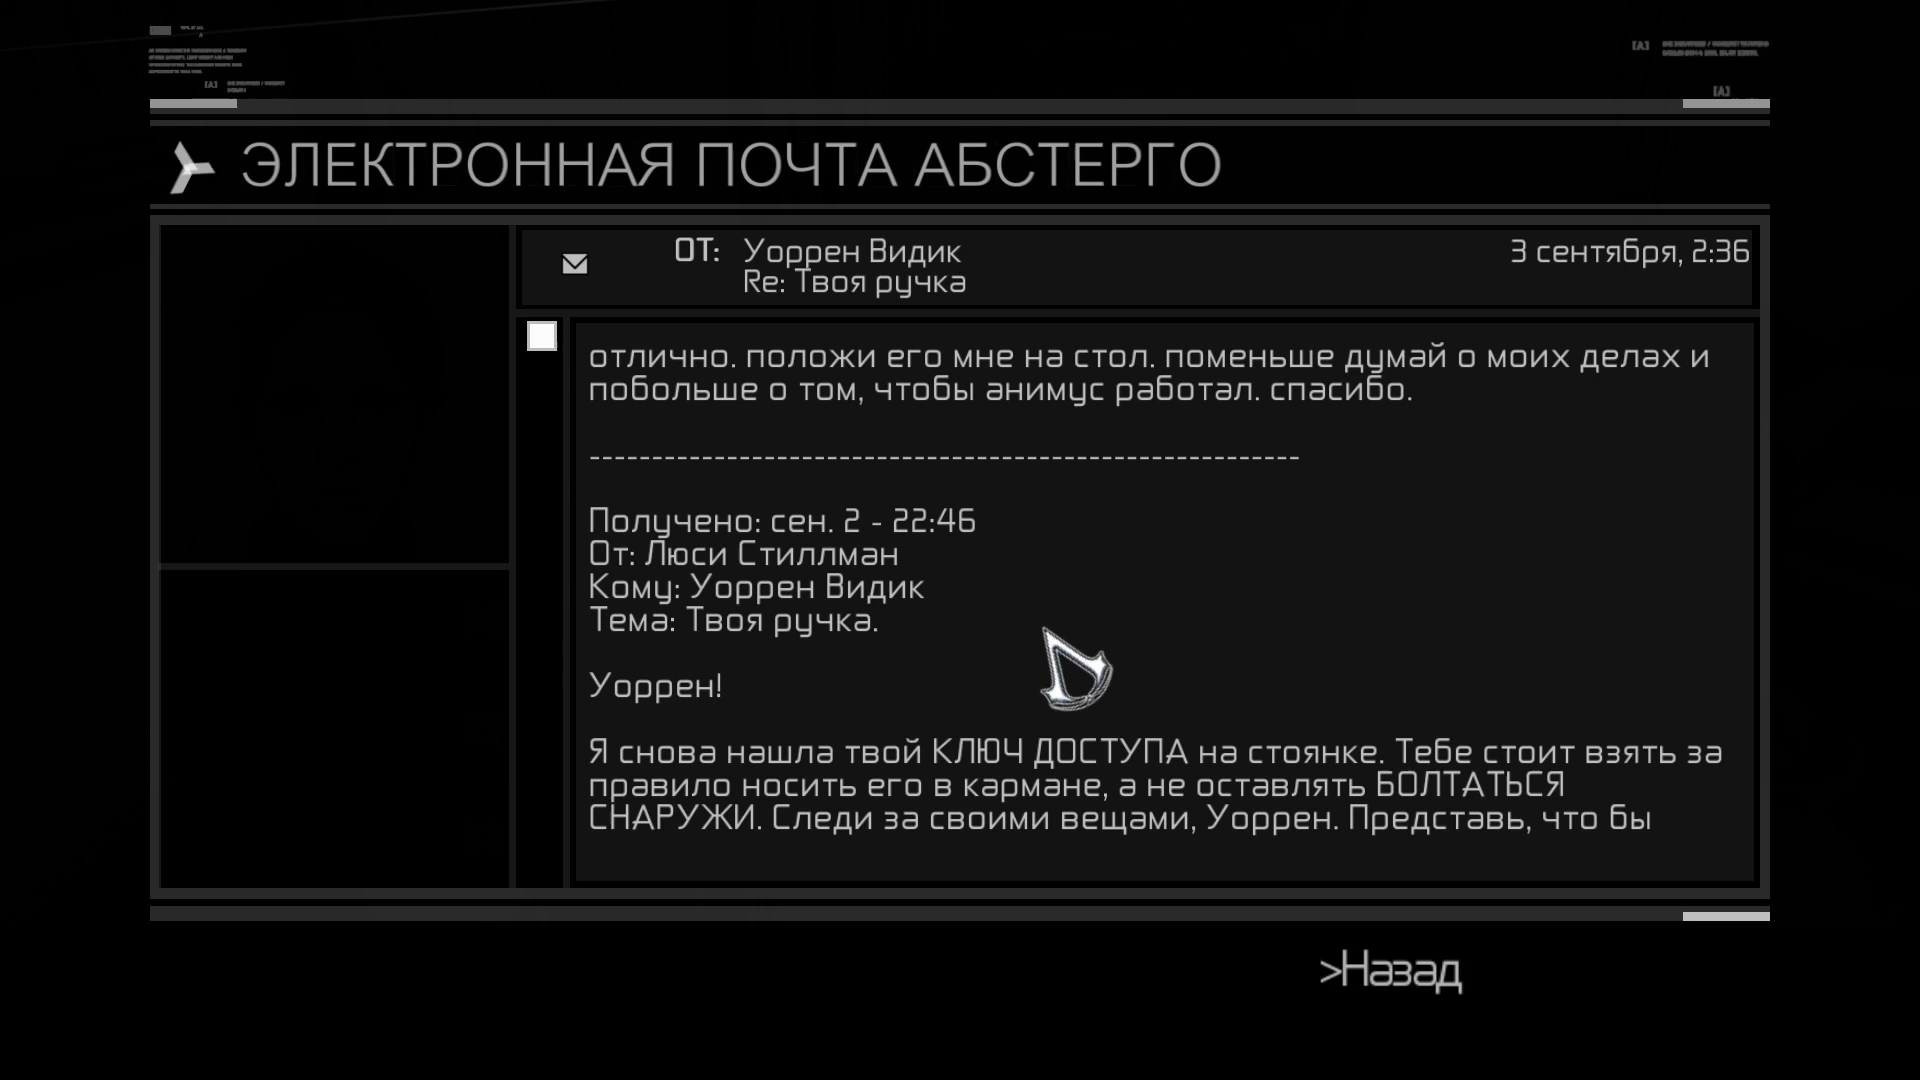 [A]
[A]
[A]
ЭЛЕКТРОННАЯ ПОЧТА АБСТЕРГО
ОТ: Уоррен Видик 3 сентября, 2:36
Re: Твоя ручка
отлично. положи его мне на стол. поменьше думай о моих делах и
побольше о том, чтобы анимус работал. спасибо.
---------------------------------------------------------
Получено: сен. 2 - 22:46
От: Люси Стиллман
Кому: Уоррен Видик
Тема: Твоя ручка.
Уоррен!
Я снова нашла твой КЛЮЧ ДОСТУПА на стоянке. Тебе стоит взять за
правило носить его в кармане, а не оставлять БОЛТАТЬСЯ
СНАРУЖИ. Следи за своими вещами, Уоррен. Представь, что бы
>Назад